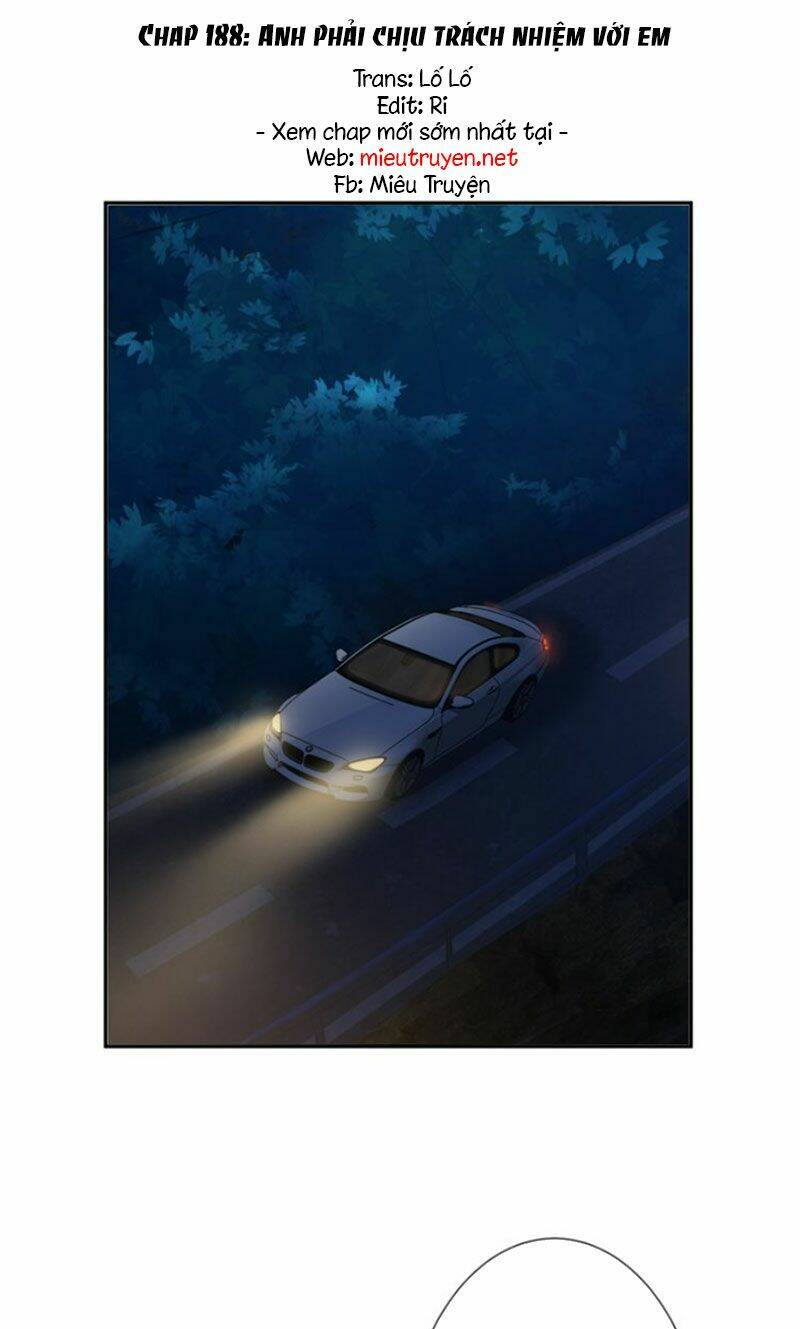 CHAP 188: ANH PHẢI CHỊU TRÁCH NHIỆM VỚI EM
Trans: Lố Lố
Edit: Ri
- Xem chap mới sớm nhất tại -
Web: mieutruyen.net
Fb: Miêu Truyện